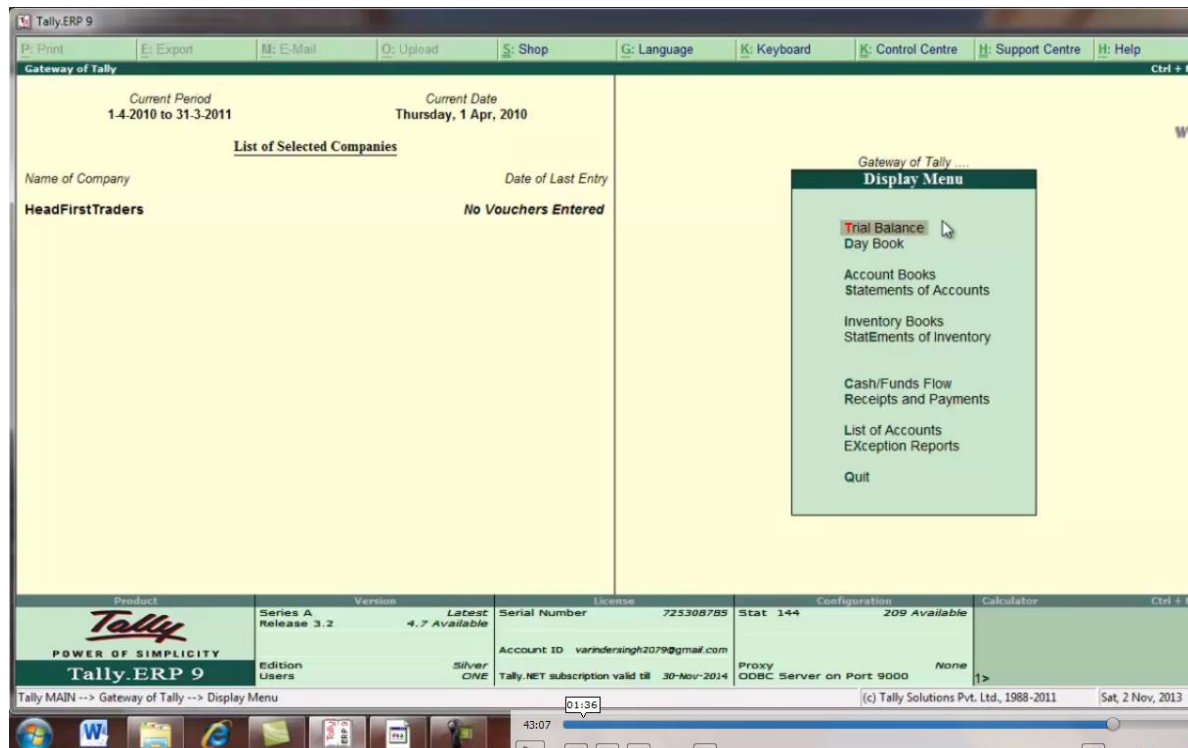 Tally.ERP 9
P: Print E: Export M: E-Mail O: Upload S: Shop G: Language K: Keyboard K: Control Centre H: Support Centre H: Help
Gateway of Tally
Current Period
1-4-2010 to 31-3-2011
Current Date
Thursday, 1 Apr, 2010
List of Selected Companies
Name of Company Date of Last Entry
HeadFirstTraders No Vouchers Entered
Gateway of Tally ....
Display Menu
Trial Balance
Day Book
Account Books
Statements of Accounts
Inventory Books
StatEments of Inventory
Cash/Funds Flow
Receipts and Payments
List of Accounts
EXception Reports
Quit
Product
Tally
POWER OF SIMPLICITY
Tally.ERP 9
Version
Series A Latest
Release 3.2 4.7 Available
Edition Silver
Users ONE
License
Serial Number 725308785
Account ID varindersingh2079@gmail.com
Tally.NET subscription valid till 30-Nov-2014
Configuration
Stat 144 209 Available
Proxy None
ODBC Server on Port 9000
Calculator
1>
Tally MAIN --> Gateway of Tally --> Display Menu (c) Tally Solutions Pvt. Ltd., 1988-2011 Sat, 2 Nov, 2013
01:36
43:07